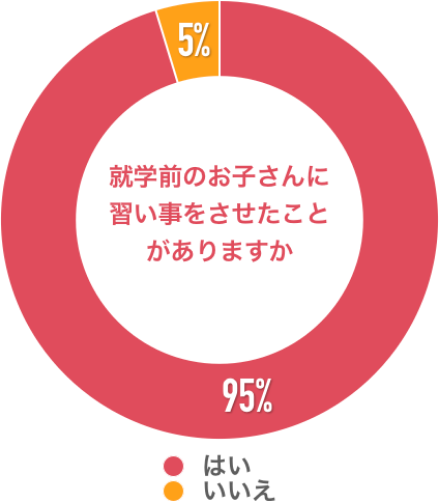 5%
就学前のお子さんに
習い事をさせたこと
がありますか
95%
はい
いいえ